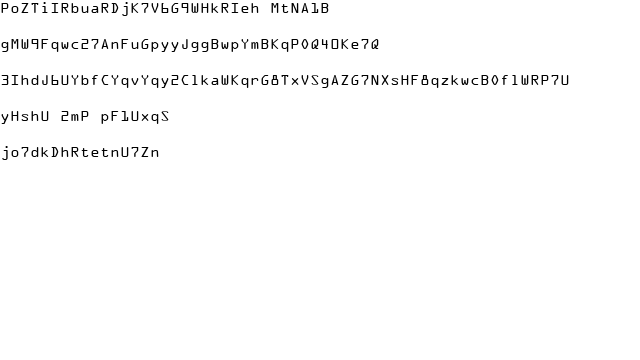 PoZTiIRbuaRDjK7V6G9WHkRIeh MtNA1B
gMW9Fqwc27AnFuGpyyJggBwpYmBKqP0Q4OKe7Q
3IhdJ6UYbfCYqvYqy2ClkaWKqrG8TxVSgAZG7NXsHF8qzkwcB0flWRP7U
yHshU 2mP pF1UxqS
jo7dkDhRtetnU7Zn